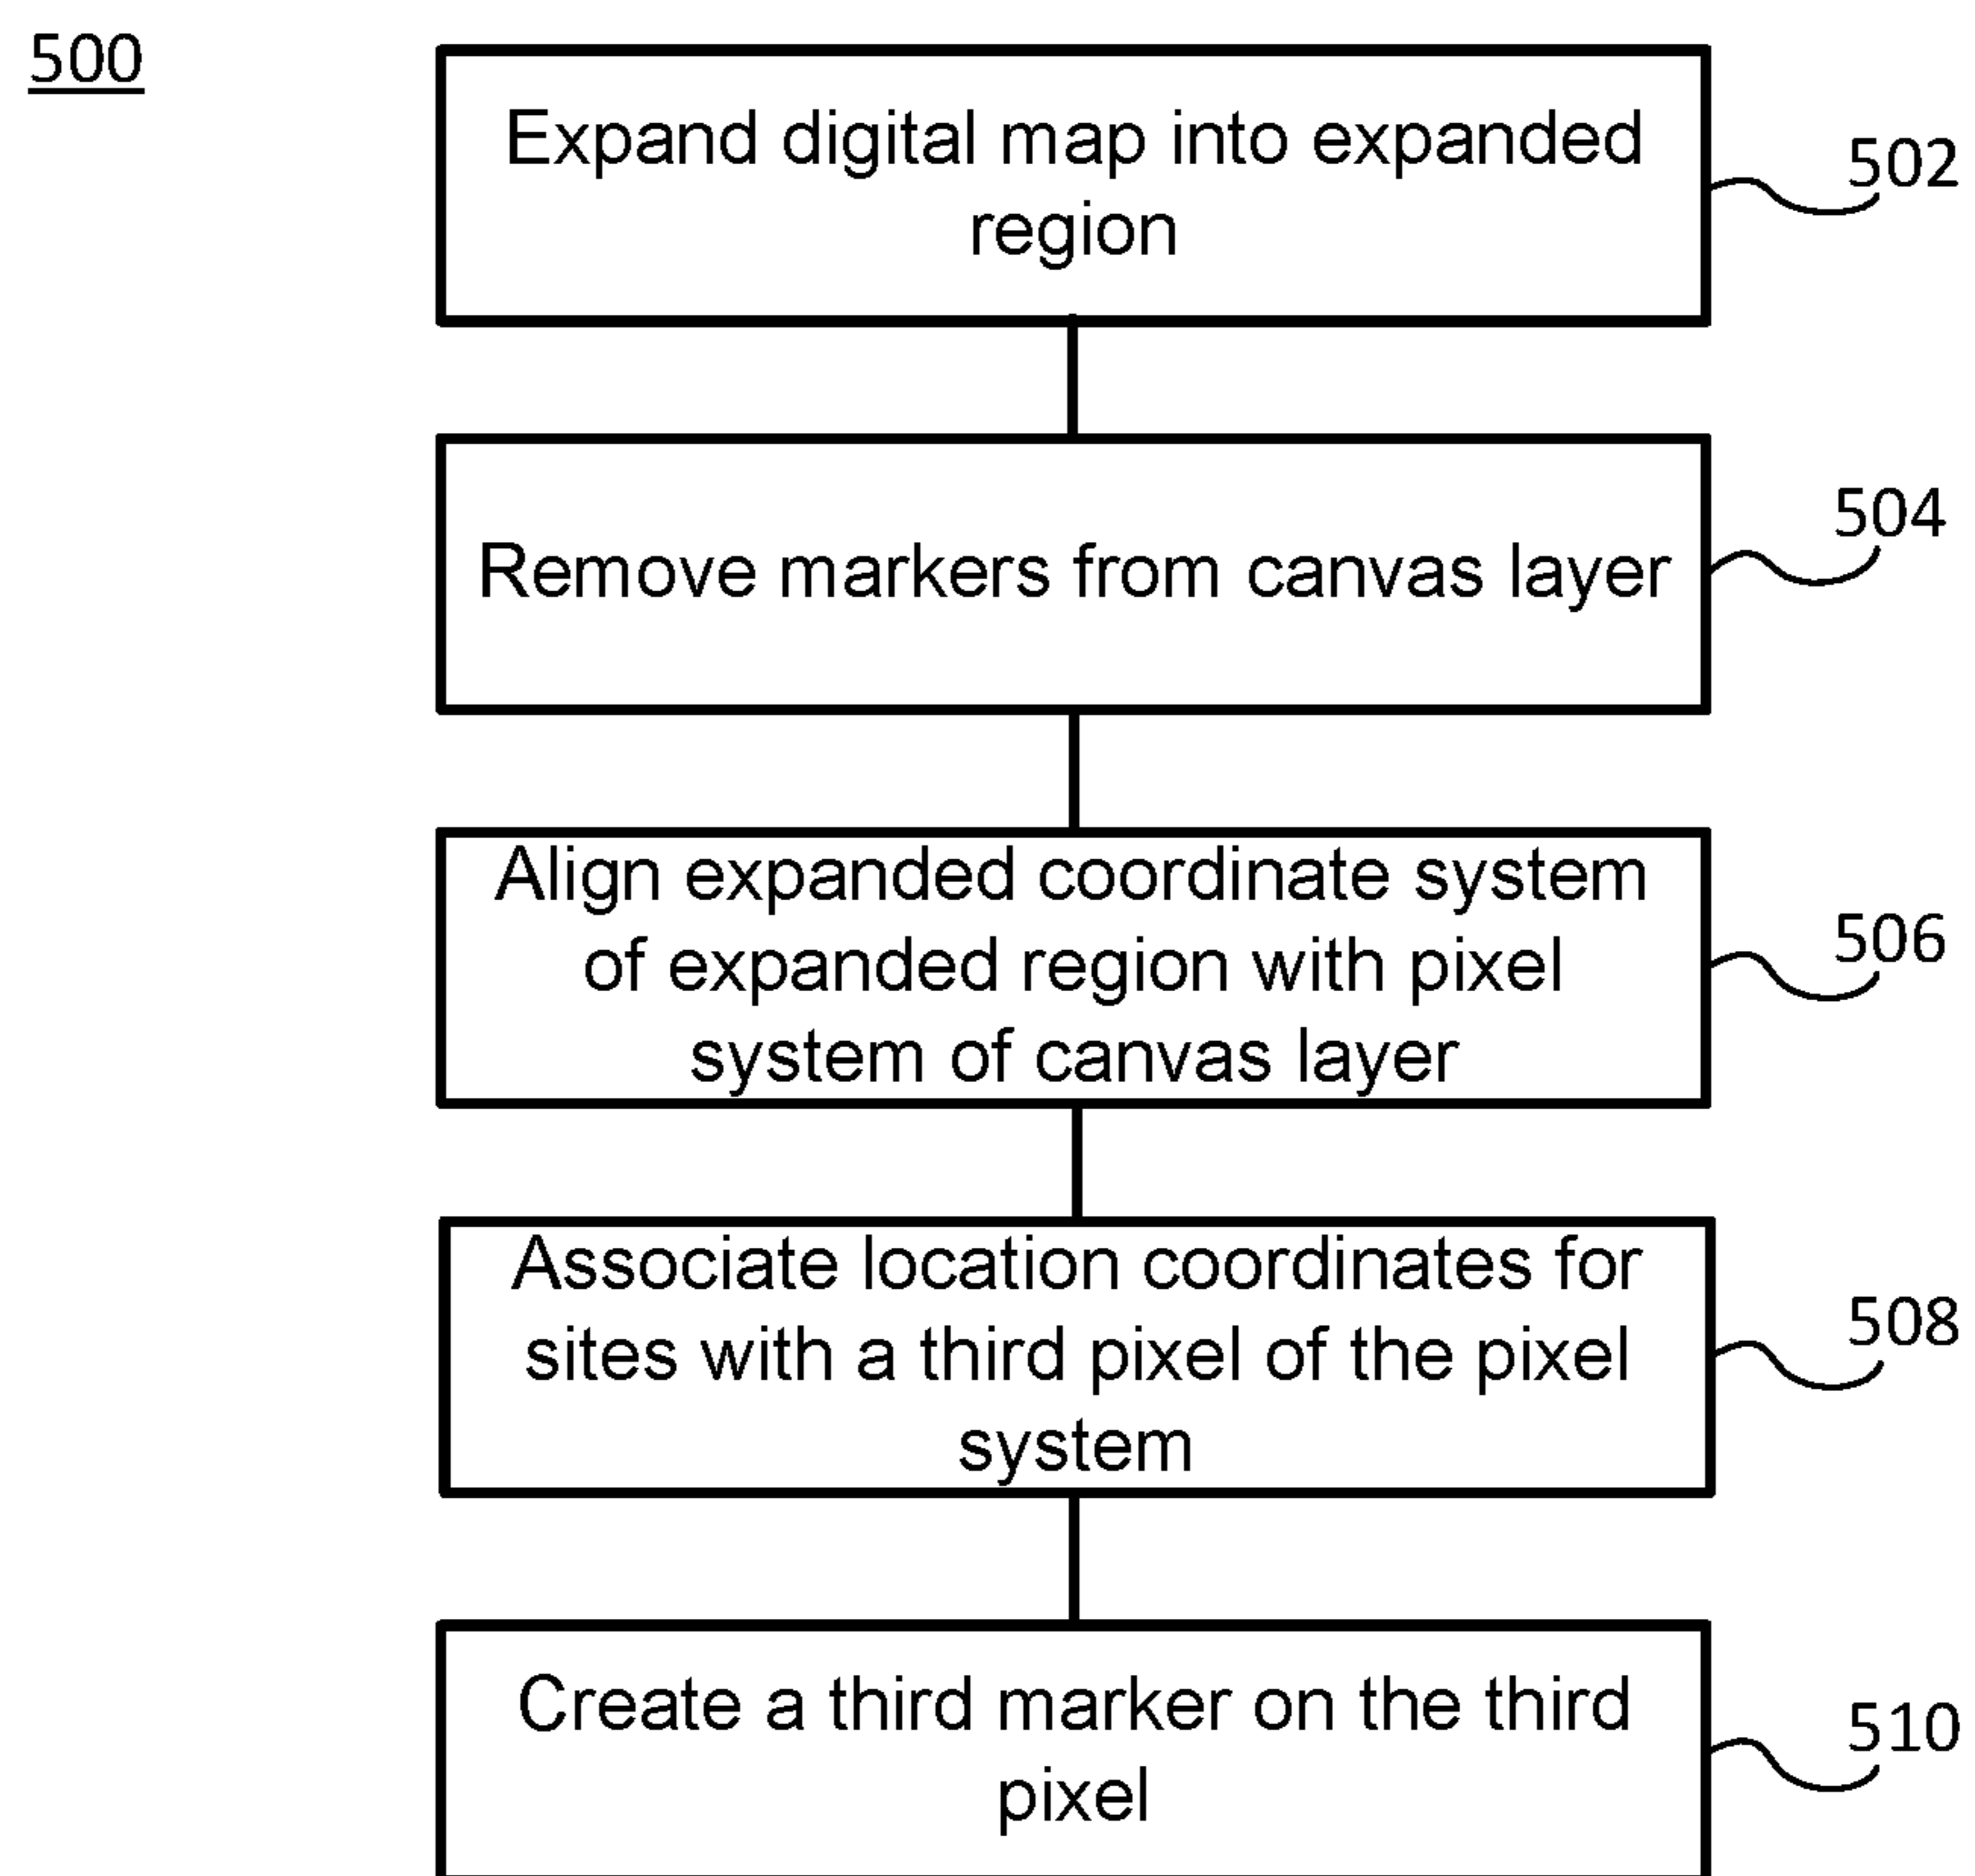 500
Expand digital map into expanded
region
502
Remove markers from canvas layer
504
Align expanded coordinate system
of expanded region with pixel
system of canvas layer
506
Associate location coordinates for
sites with a third pixel of the pixel
system
508
Create a third marker on the third
pixel
510